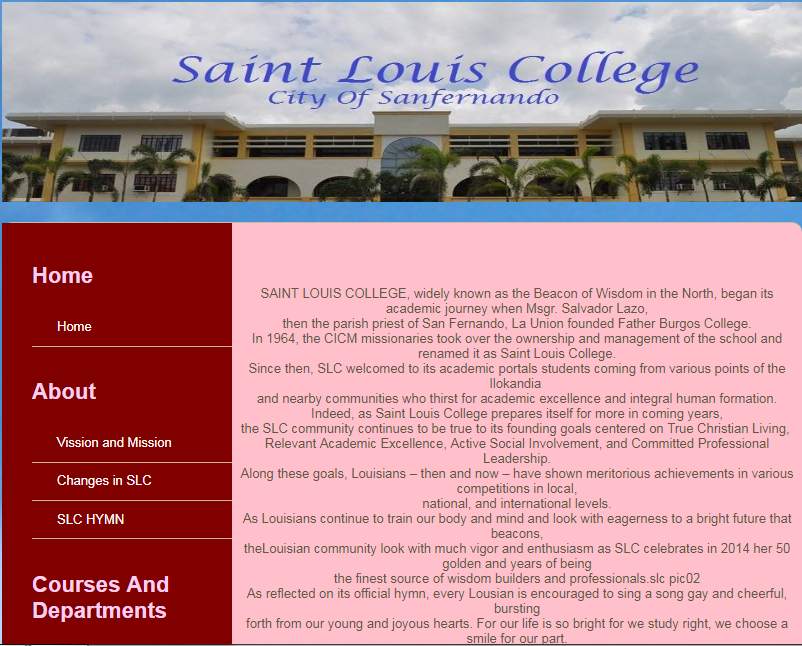 Saint Louis College
City Of Sanfernando
Home
Home
About
Vission and Mission
Changes in SLC
SLC HYMN
Courses And
Departments
SAINT LOUIS COLLEGE, widely known as the Beacon of Wisdom in the North, began its
academic journey when Msgr. Salvador Lazo,
then the parish priest of San Fernando, La Union founded Father Burgos College.
In 1964, the CICM missionaries took over the ownership and management of the school and
renamed it as Saint Louis College.
Since then, SLC welcomed to its academic portals students coming from various points of the
Ilokandia
and nearby communities who thirst for academic excellence and integral human formation.
Indeed, as Saint Louis College prepares itself for more in coming years,
the SLC community continues to be true to its founding goals centered on True Christian Living,
Relevant Academic Excellence, Active Social Involvement, and Committed Professional
Leadership.
Along these goals, Louisians – then and now – have shown meritorious achievements in various
competitions in local,
national, and international levels.
As Louisians continue to train our body and mind and look with eagerness to a bright future that
beacons,
theLouisian community look with much vigor and enthusiasm as SLC celebrates in 2014 her 50
golden and years of being
the finest source of wisdom builders and professionals.slc pic02
As reflected on its official hymn, every Lousian is encouraged to sing a song gay and cheerful,
bursting
forth from our young and joyous hearts. For our life is so bright for we study right, we choose a
smile for our part.